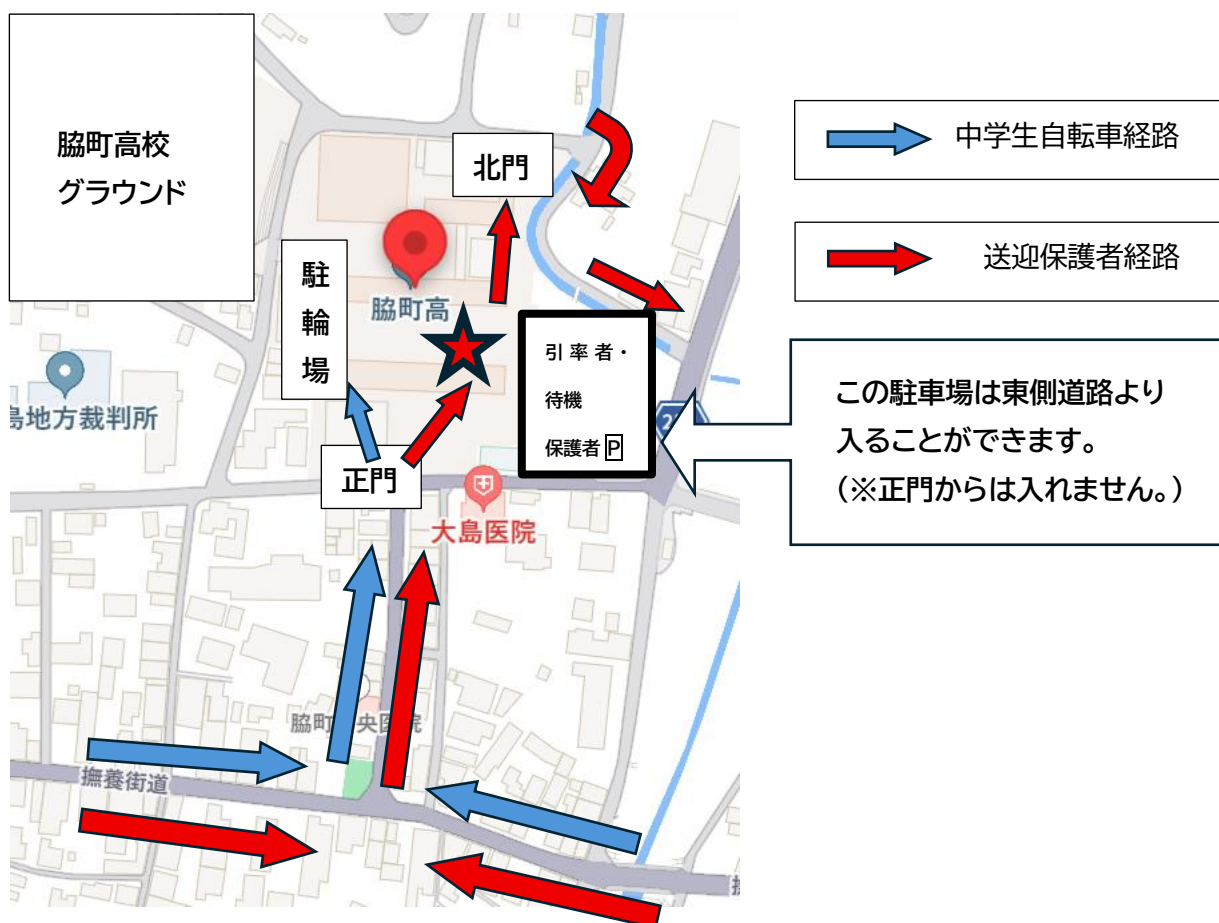 脇町高校
グラウンド
北門
駐輪場
脇町高
引率者・
待機
保護者 P
島地方裁判所
正門
大島医院
脇町
央医院
撫養街道
中学生自転車経路
送迎保護者経路
この駐車場は東側道路より
入ることができます。
(※正門からは入れません。)